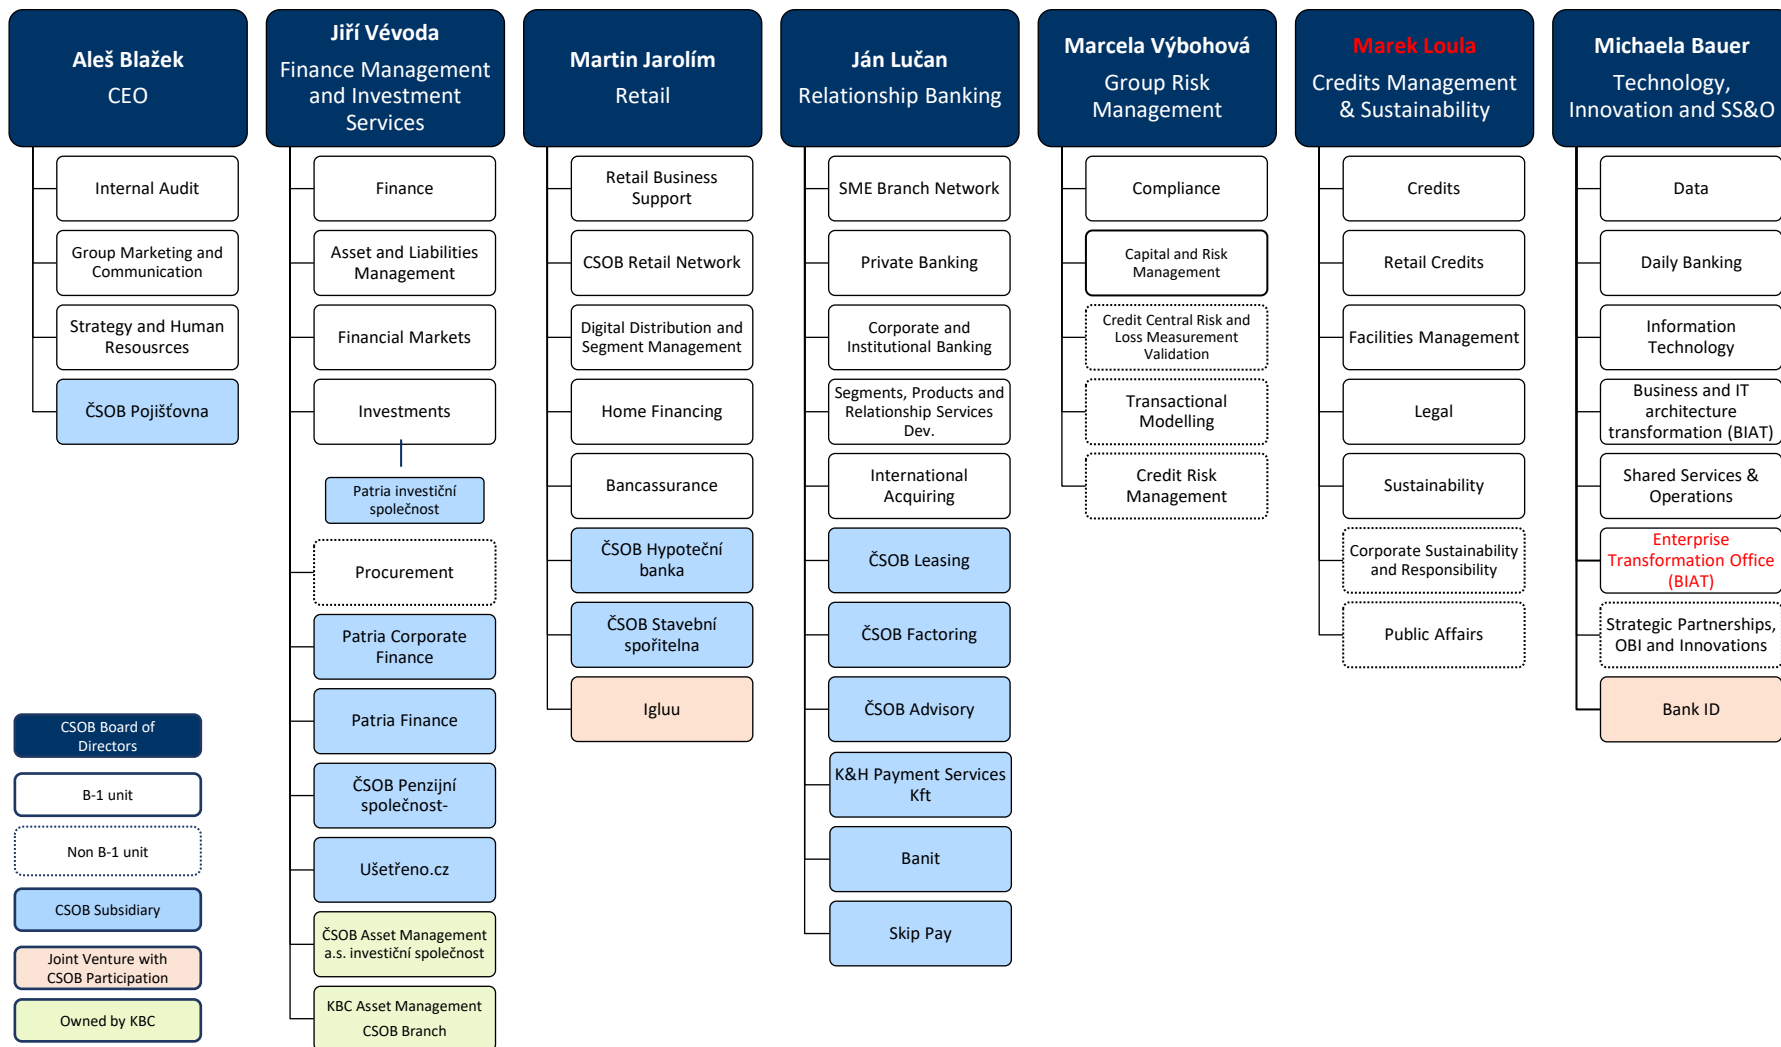 Aleš Blažek
CEO
Internal Audit
Group Marketing and
Communication
Strategy and Human
Resousrces
ČSOB Pojišťovna
Jiří Vévoda
Finance Management
and Investment
Services
Finance
Asset and Liabilities
Management
Financial Markets
Investments
Patria investiční
společnost
Procurement
Patria Corporate
Finance
Patria Finance
ČSOB Penzijní
společnost-
Ušetřeno.cz
ČSOB Asset Management
a.s. investiční společnost
KBC Asset Management
CSOB Branch
Martin Jarolím
Retail
Retail Business
Support
CSOB Retail Network
Digital Distribution and
Segment Management
Home Financing
Bancassurance
ČSOB Hypoteční
banka
ČSOB Stavební
spořitelna
Igluu
Ján Lučan
Relationship Banking
SME Branch Network
Private Banking
Corporate and
Institutional Banking
Segments, Products and
Relationship Services
Dev.
International
Acquiring
ČSOB Leasing
ČSOB Factoring
ČSOB Advisory
K&H Payment Services
Kft
Banit
Skip Pay
Marcela Výbohová
Group Risk
Management
Compliance
Capital and Risk
Management
Credit Central Risk and
Loss Measurement
Validation
Transactional
Modelling
Credit Risk
Management
Marek Loula
Credits Management
& Sustainability
Credits
Retail Credits
Facilities Management
Legal
Sustainability
Corporate Sustainability
and Responsibility
Public Affairs
Michaela Bauer
Technology,
Innovation and SS&O
Data
Daily Banking
Information
Technology
Business and IT
architecture
transformation (BIAT)
Shared Services &
Operations
Enterprise
Transformation Office
(BIAT)
Strategic Partnerships,
OBI and Innovations
Bank ID
CSOB Board of
Directors
B-1 unit
Non B-1 unit
CSOB Subsidiary
Joint Venture with
CSOB Participation
Owned by KBC